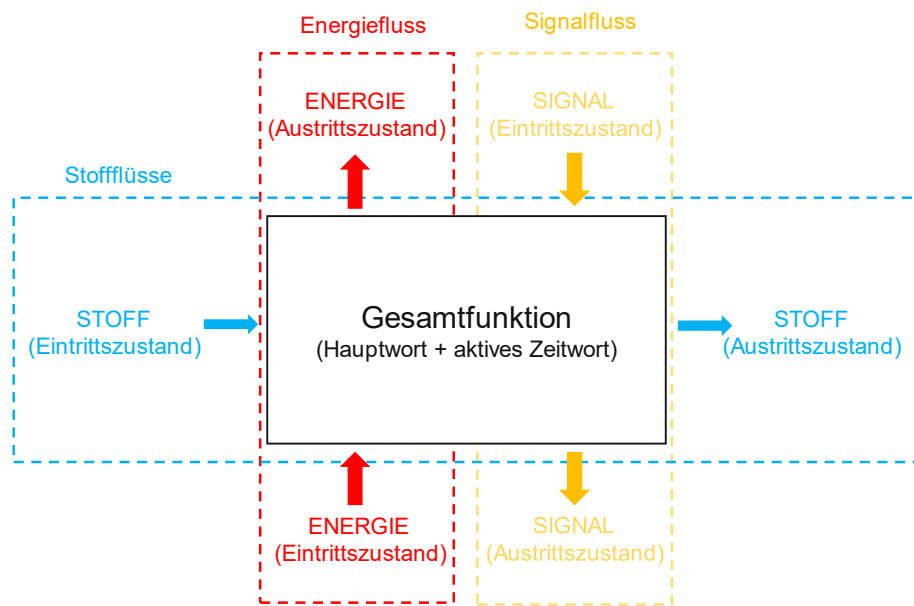 Energiefluss
Signalfluss
ENERGIE
(Austrittszustand)
SIGNAL
(Eintrittszustand)
Stoffflüsse
STOFF
(Eintrittszustand)
Gesamtfunktion
(Hauptwort + aktives Zeitwort)
STOFF
(Austrittszustand)
ENERGIE
(Eintrittszustand)
SIGNAL
(Austrittszustand)